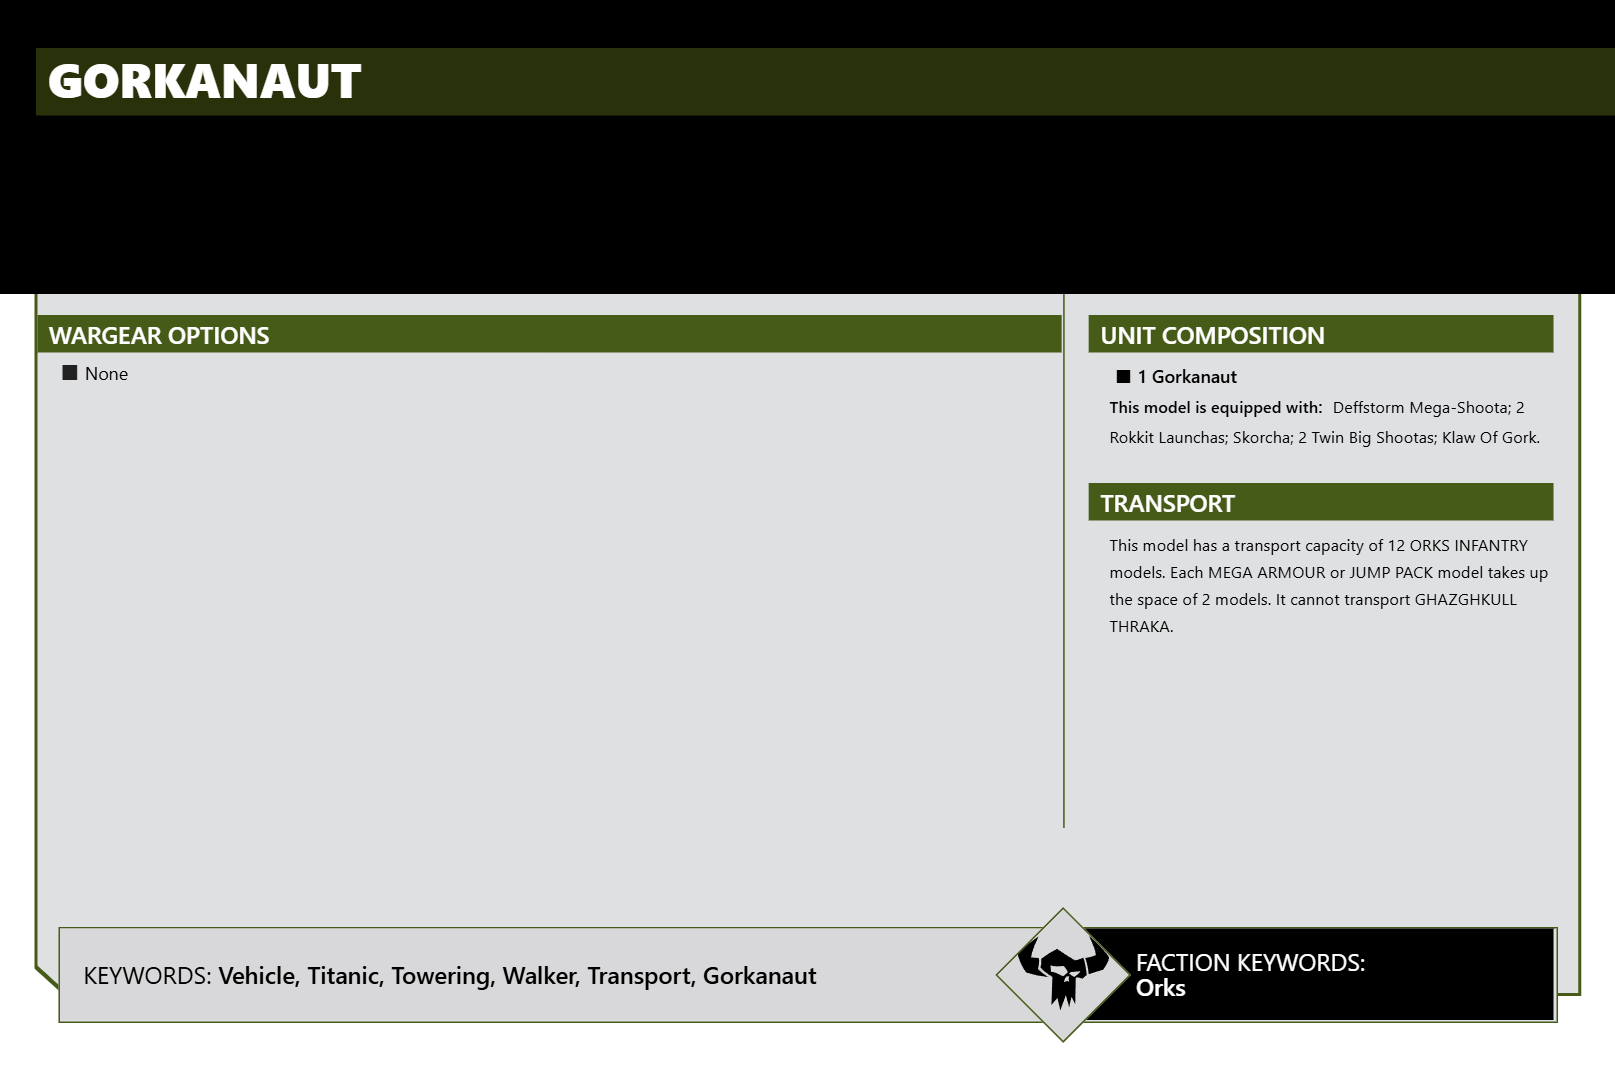 GORKANAUT
WARGEAR OPTIONS
■ None
UNIT COMPOSITION
■ 1 Gorkanaut
This model is equipped with: Deffstorm Mega-Shoota; 2
Rokkit Launchas; Skorcha; 2 Twin Big Shootas; Klaw Of Gork.
TRANSPORT
This model has a transport capacity of 12 ORKS INFANTRY
models. Each MEGA ARMOUR or JUMP PACK model takes up
the space of 2 models. It cannot transport GHAZGHKULL
THRAKA.
KEYWORDS: Vehicle, Titanic, Towering, Walker, Transport, Gorkanaut
FACTION KEYWORDS:
Orks